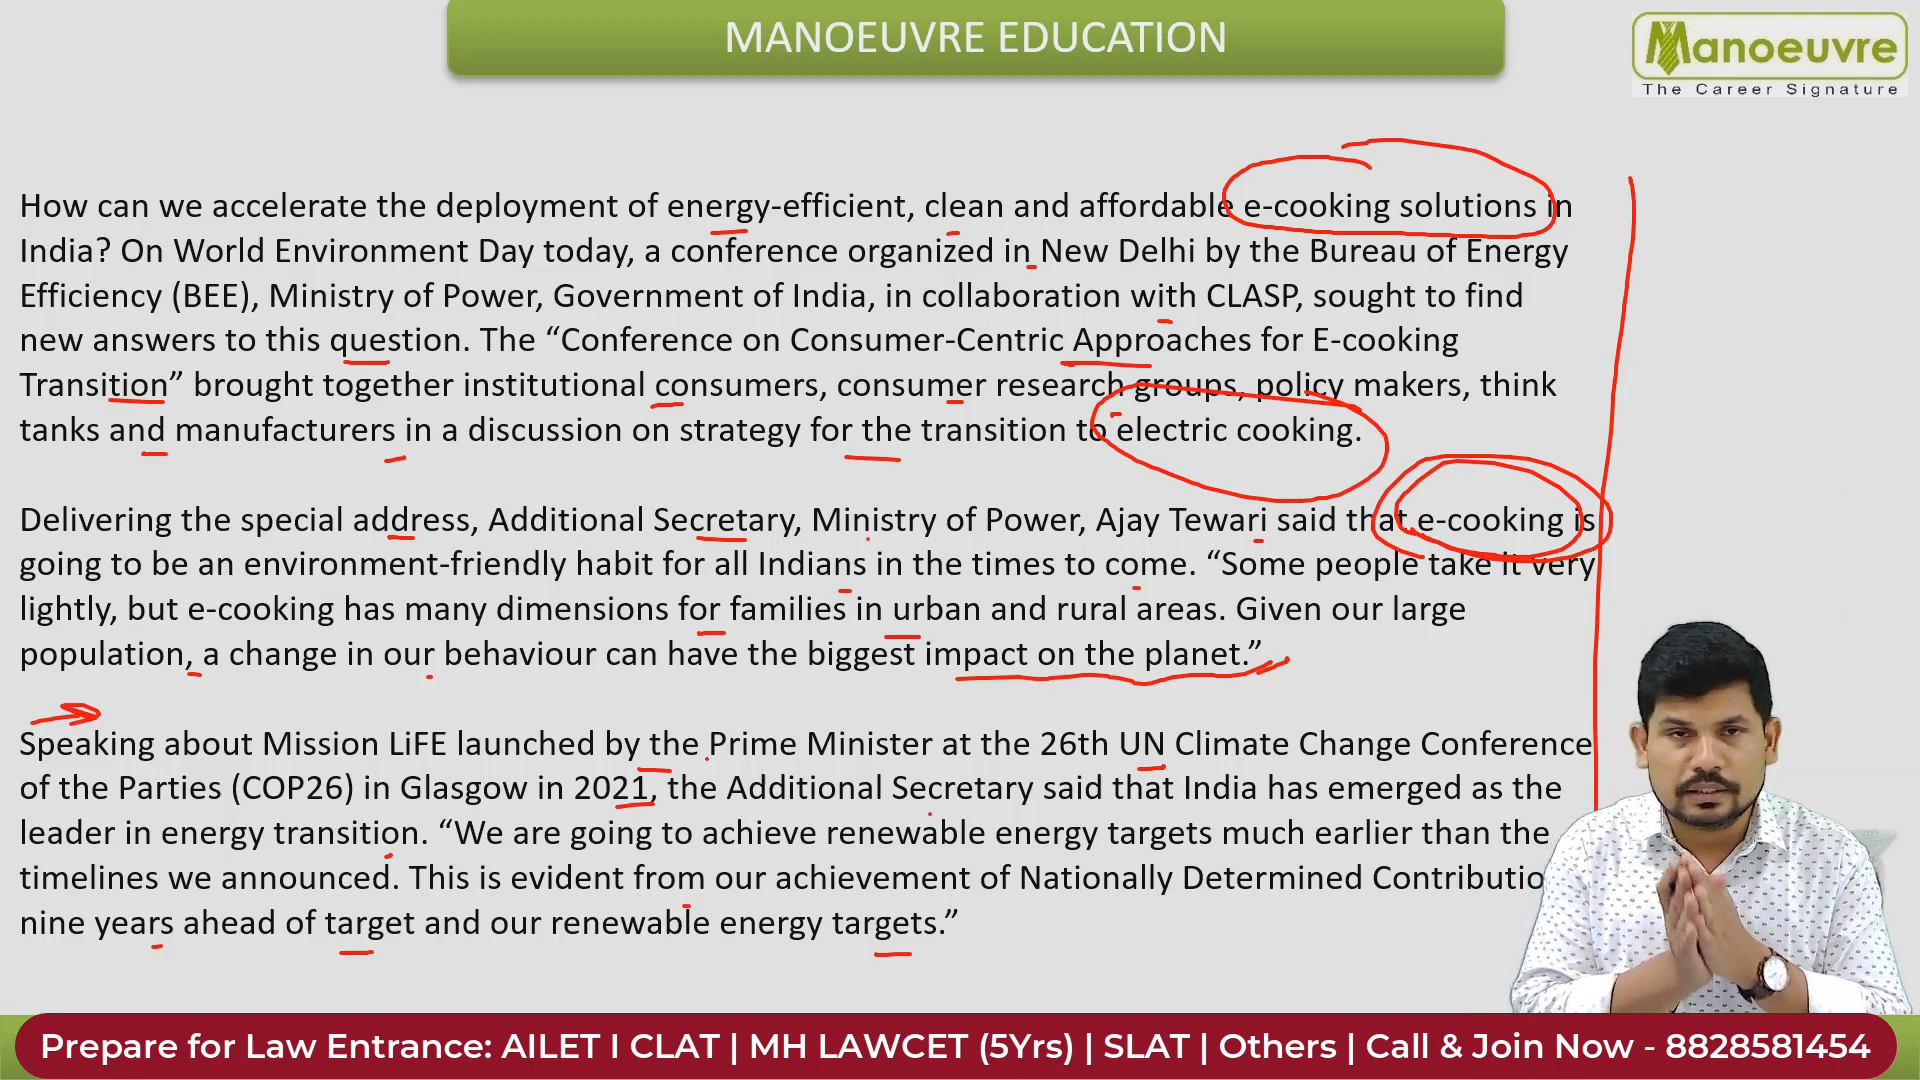 MANOEUVRE EDUCATION
Manoeuvre
The Career Signature
How can we accelerate the deployment of energy-efficient, clean and affordable e-cooking solutions in
India? On World Environment Day today, a conference organized in New Delhi by the Bureau of Energy
Efficiency (BEE), Ministry of Power, Government of India, in collaboration with CLASP, sought to find
new answers to this question. The “Conference on Consumer-Centric Approaches for E-cooking
Transition” brought together institutional consumers, consumer research groups, policy makers, think
tanks and manufacturers in a discussion on strategy for the transition to electric cooking.
Delivering the special address, Additional Secretary, Ministry of Power, Ajay Tewari said that e-cooking is
going to be an environment-friendly habit for all Indians in the times to come. “Some people take it very
lightly, but e-cooking has many dimensions for families in urban and rural areas. Given our large
population, a change in our behaviour can have the biggest impact on the planet.”
Speaking about Mission LiFE launched by the Prime Minister at the 26th UN Climate Change Conference
of the Parties (COP26) in Glasgow in 2021, the Additional Secretary said that India has emerged as the
leader in energy transition. “We are going to achieve renewable energy targets much earlier than the
timelines we announced. This is evident from our achievement of Nationally Determined Contributio
nine years ahead of target and our renewable energy targets.”
Prepare for Law Entrance: AILET I CLAT | MH LAWCET (5Yrs) | SLAT | Others | Call & Join Now - 8828581454